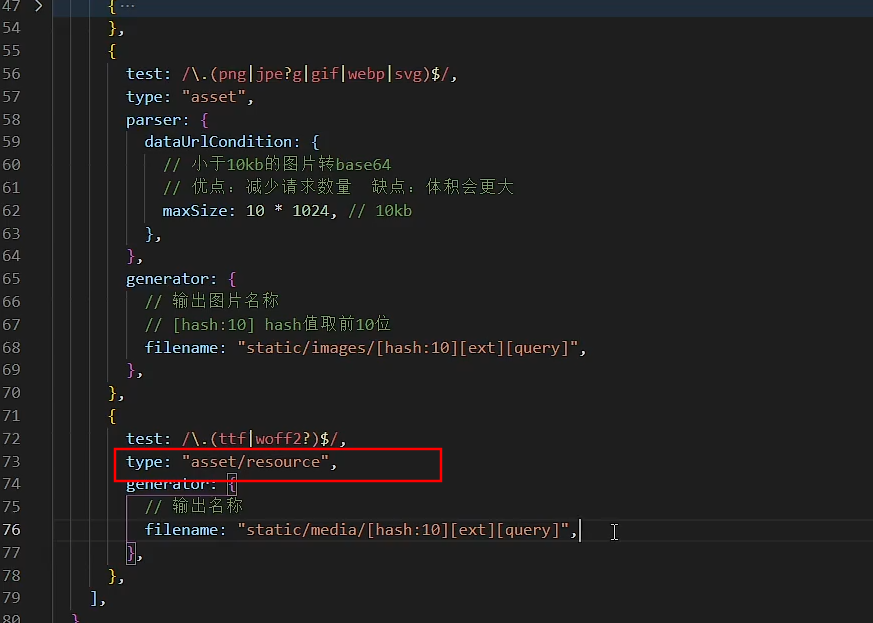 47 > { ···
54 },
55 {
56 test: /\.(png|jpe?g|gif|webp|svg)$/,
57 type: "asset",
58 parser: {
59 dataUrlCondition: {
60 // 小于10kb的图片转base64
61 // 优点：减少请求数量 缺点：体积会更大
62 maxSize: 10 * 1024, // 10kb
63 },
64 },
65 generator: {
66 // 输出图片名称
67 // [hash:10] hash值取前10位
68 filename: "static/images/[hash:10][ext][query]",
69 },
70 },
71 {
72 test: /\.(ttf|woff2?)$/,
73 type: "asset/resource",
74 generator: {
75 // 输出名称
76 filename: "static/media/[hash:10][ext][query]",
77 },
78 },
79 ],
80 }